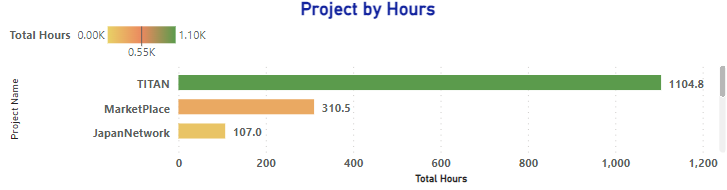 Project by Hours
Total Hours 0.00K 1.10K
0.55K
Project Name
TITAN 1104.8
MarketPlace 310.5
JapanNetwork 107.0
0 200 400 600 800 1,000 1,200
Total Hours